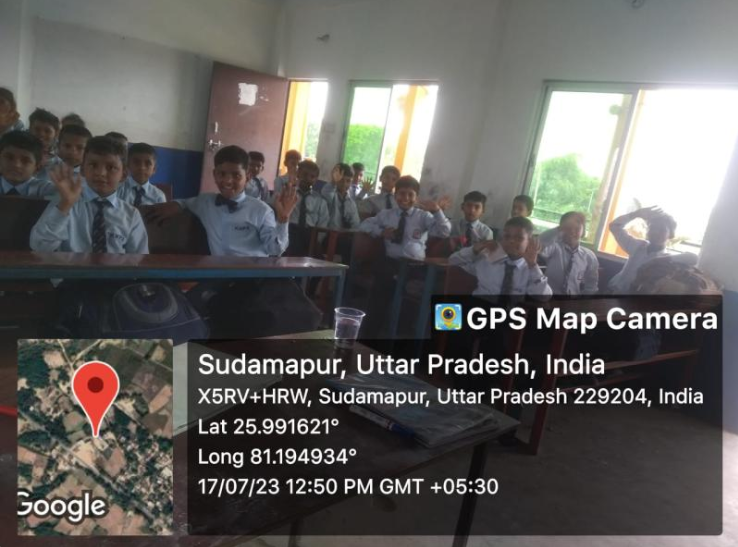 GPS Map Camera
Sudamapur, Uttar Pradesh, India
X5RV+HRW, Sudamapur, Uttar Pradesh 229204, India
Lat 25.991621°
Long 81.194934°
17/07/23 12:50 PM GMT +05:30
Google